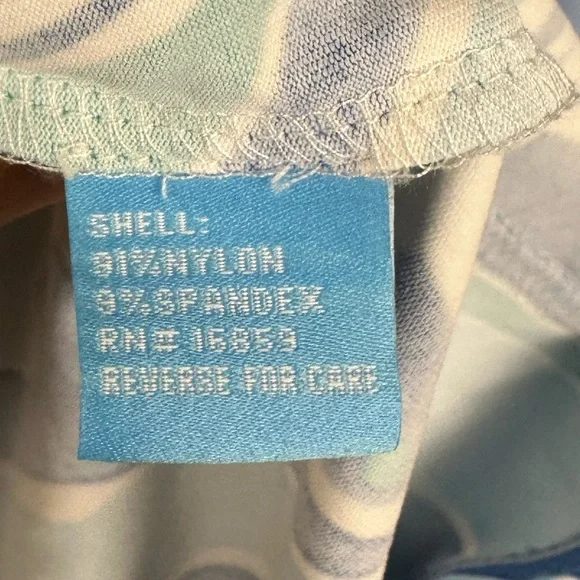 SHELL:
91%NYLON
9%SPANDEX
RN# 16859
REVERSE FOR CARE